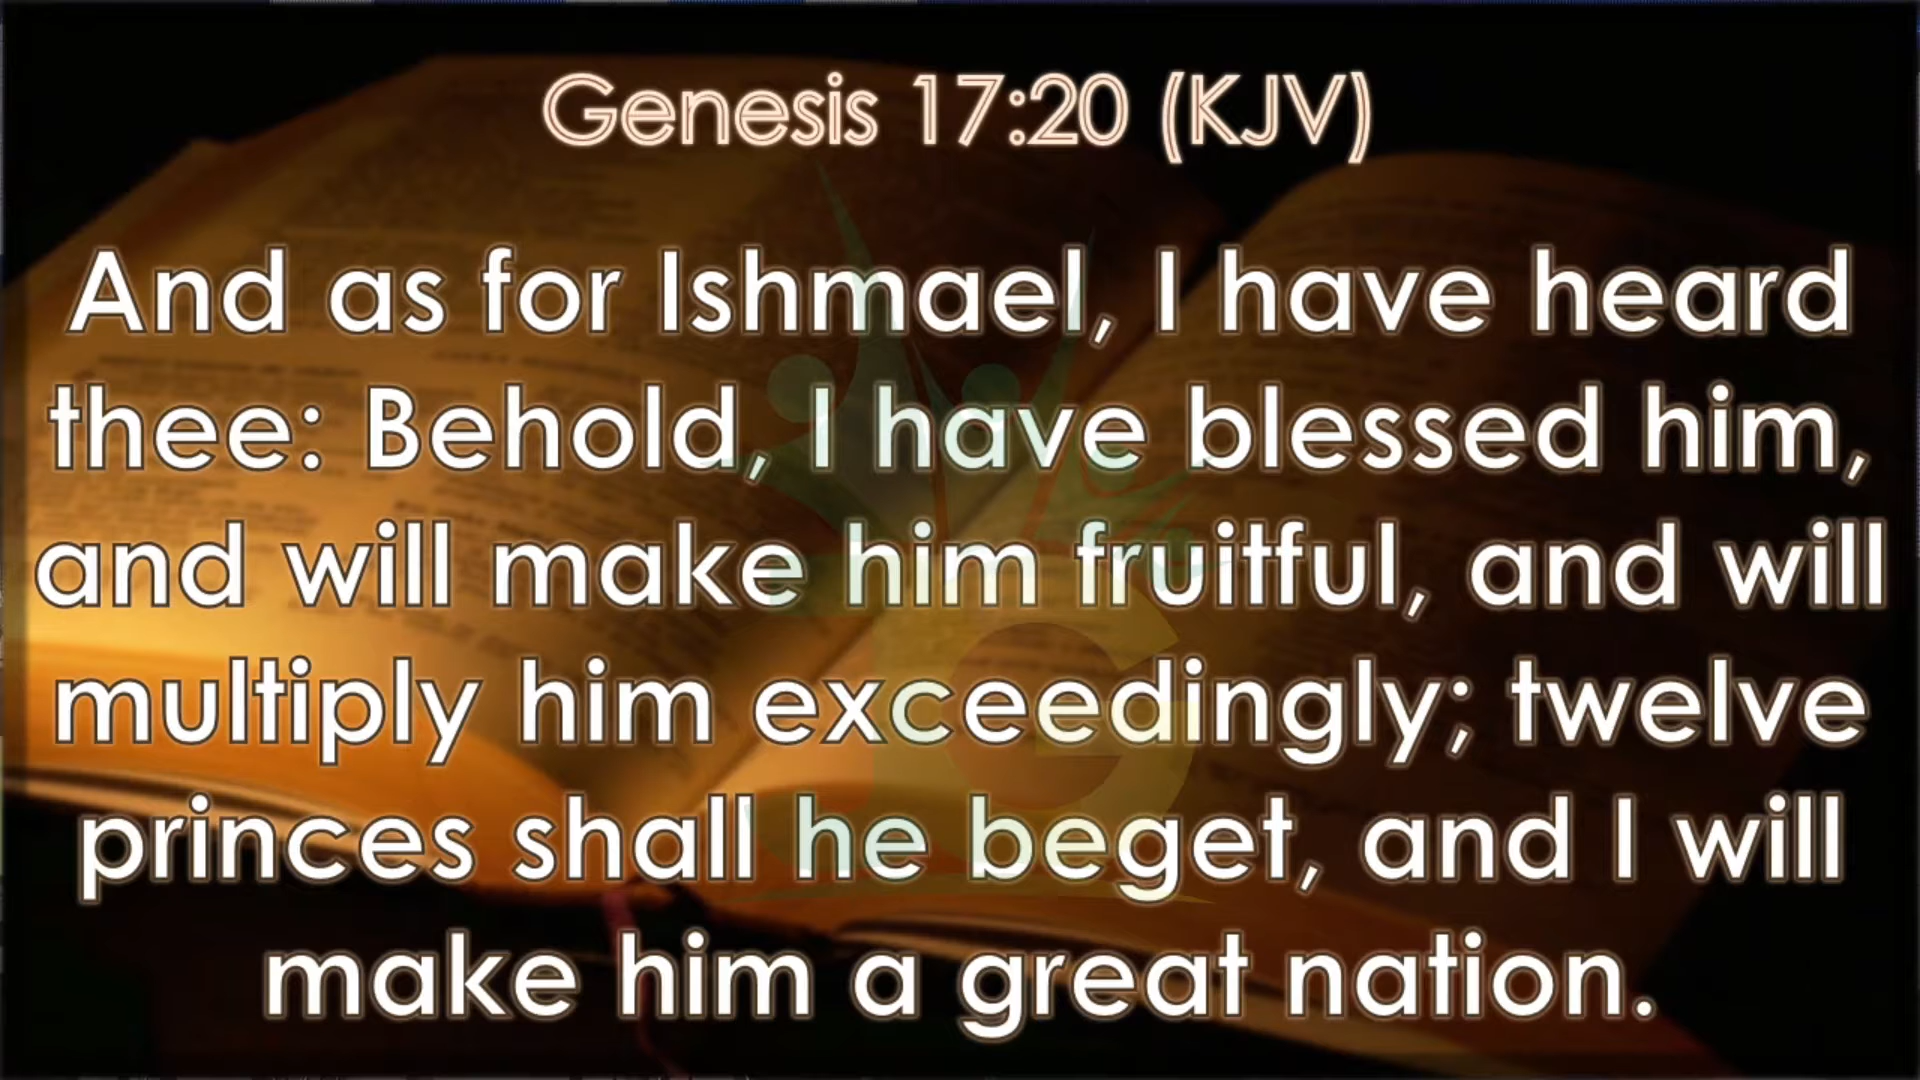 Genesis 17:20 (KJV)
And as for Ishmael, I have heard
thee: Behold, I have blessed him,
and will make him fruitful, and will
multiply him exceedingly; twelve
princes shall he beget, and I will
make him a great nation.